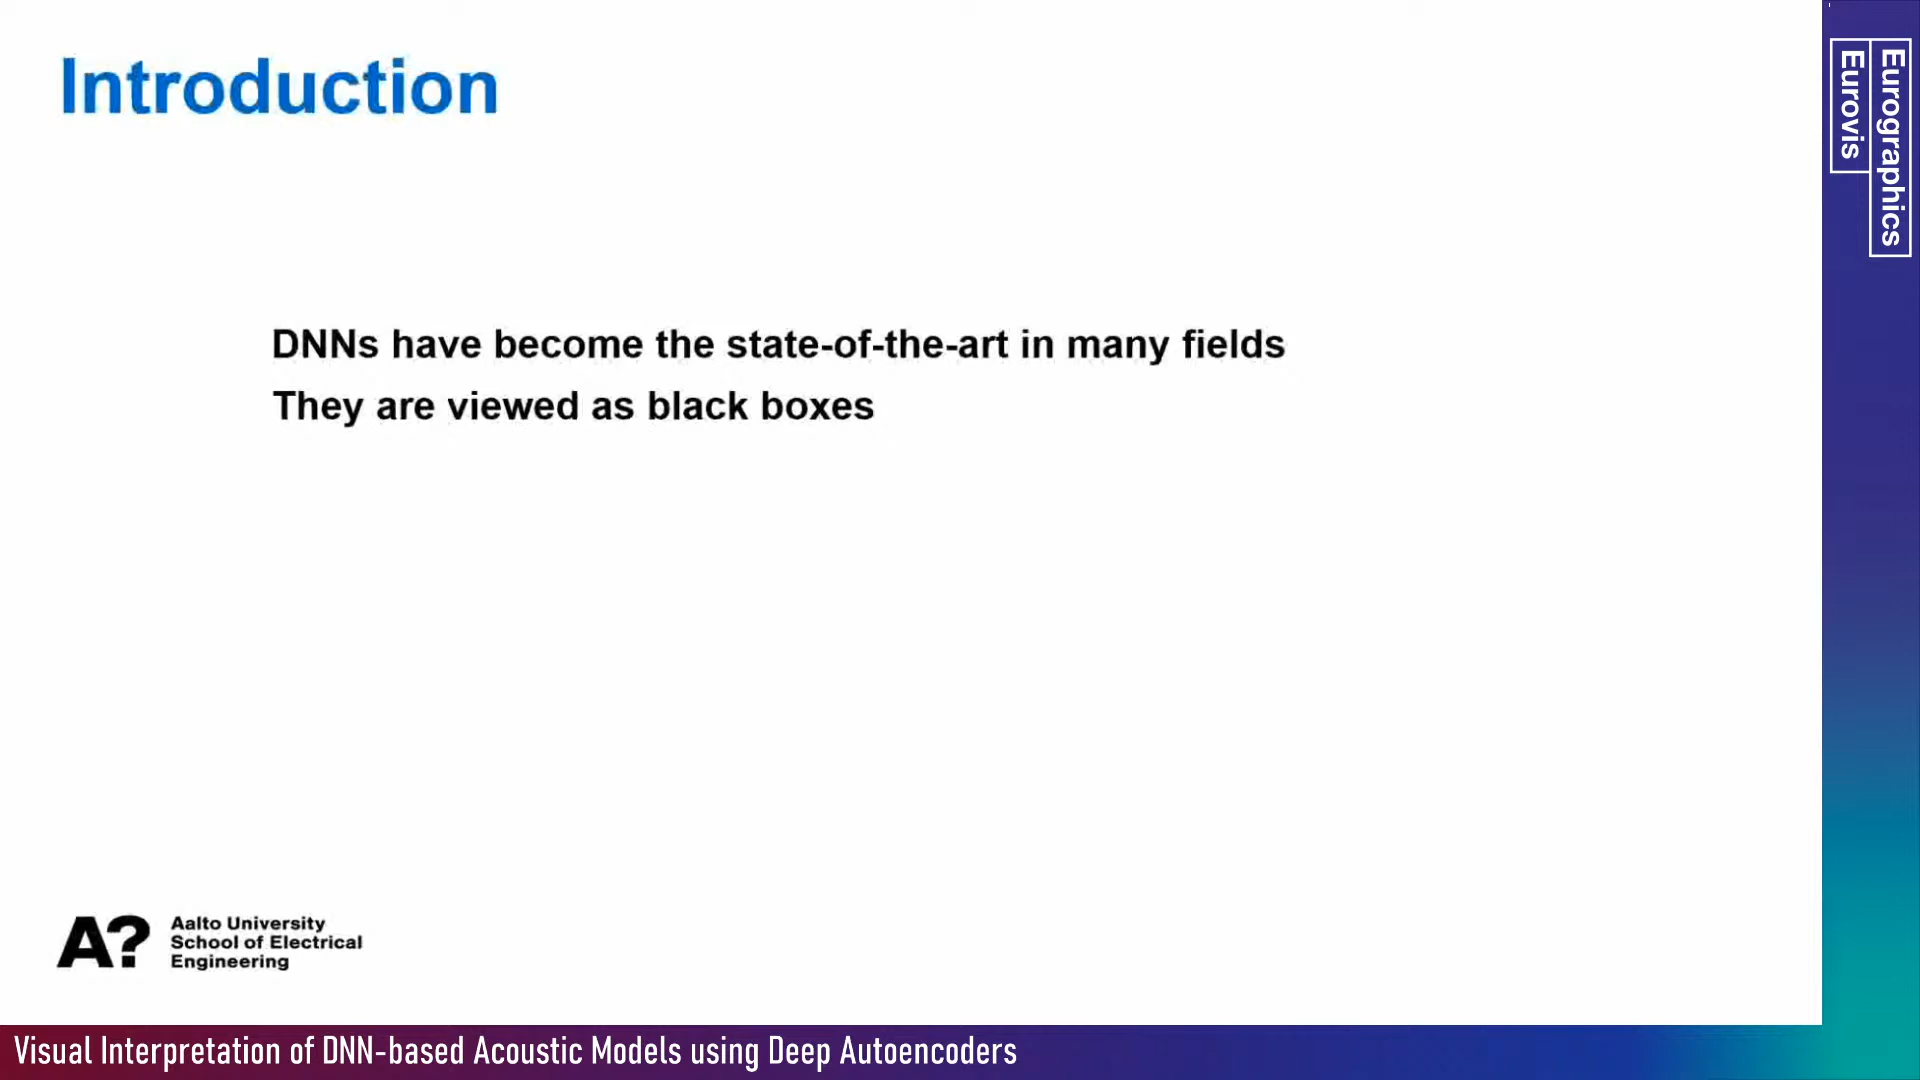 Introduction
DNNs have become the state-of-the-art in many fields
They are viewed as black boxes
A?
Aalto University
School of Electrical
Engineering
Eurographics
Eurovis
Visual Interpretation of DNN-based Acoustic Models using Deep Autoencoders